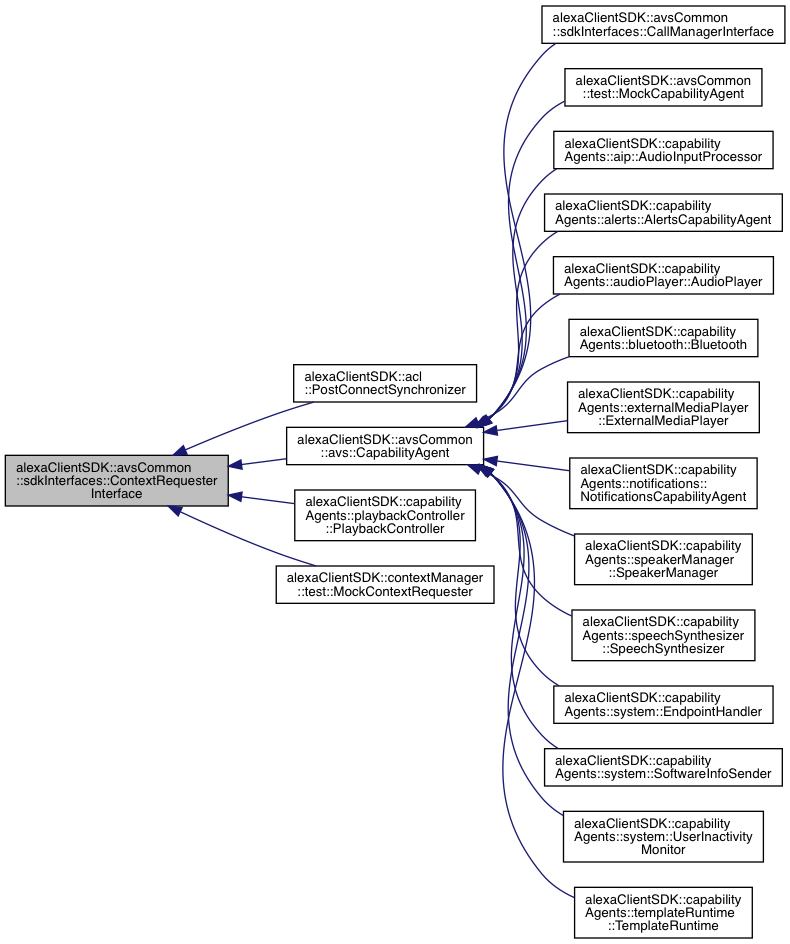 alexaClientSDK::avsCommon
::sdkInterfaces::ContextRequester
Interface
alexaClientSDK::acl
::PostConnectSynchronizer
alexaClientSDK::avsCommon
::avs::CapabilityAgent
alexaClientSDK::capability
Agents::playbackController
::PlaybackController
alexaClientSDK::contextManager
::test::MockContextRequester
alexaClientSDK::avsCommon
::sdkInterfaces::CallManagerInterface
alexaClientSDK::avsCommon
::test::MockCapabilityAgent
alexaClientSDK::capability
Agents::aip::AudioInputProcessor
alexaClientSDK::capability
Agents::alerts::AlertsCapabilityAgent
alexaClientSDK::capability
Agents::audioPlayer::AudioPlayer
alexaClientSDK::capability
Agents::bluetooth::Bluetooth
alexaClientSDK::capability
Agents::externalMediaPlayer
::ExternalMediaPlayer
alexaClientSDK::capability
Agents::notifications::
NotificationsCapabilityAgent
alexaClientSDK::capability
Agents::speakerManager
::SpeakerManager
alexaClientSDK::capability
Agents::speechSynthesizer
::SpeechSynthesizer
alexaClientSDK::capability
Agents::system::EndpointHandler
alexaClientSDK::capability
Agents::system::SoftwareInfoSender
alexaClientSDK::capability
Agents::system::UserInactivity
Monitor
alexaClientSDK::capability
Agents::templateRuntime
::TemplateRuntime